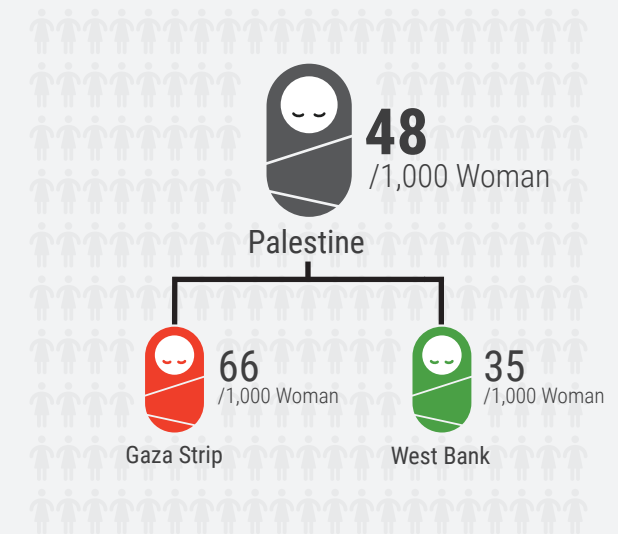 48
/1,000 Woman
Palestine
66
/1,000 Woman
Gaza Strip
35
/1,000 Woman
West Bank